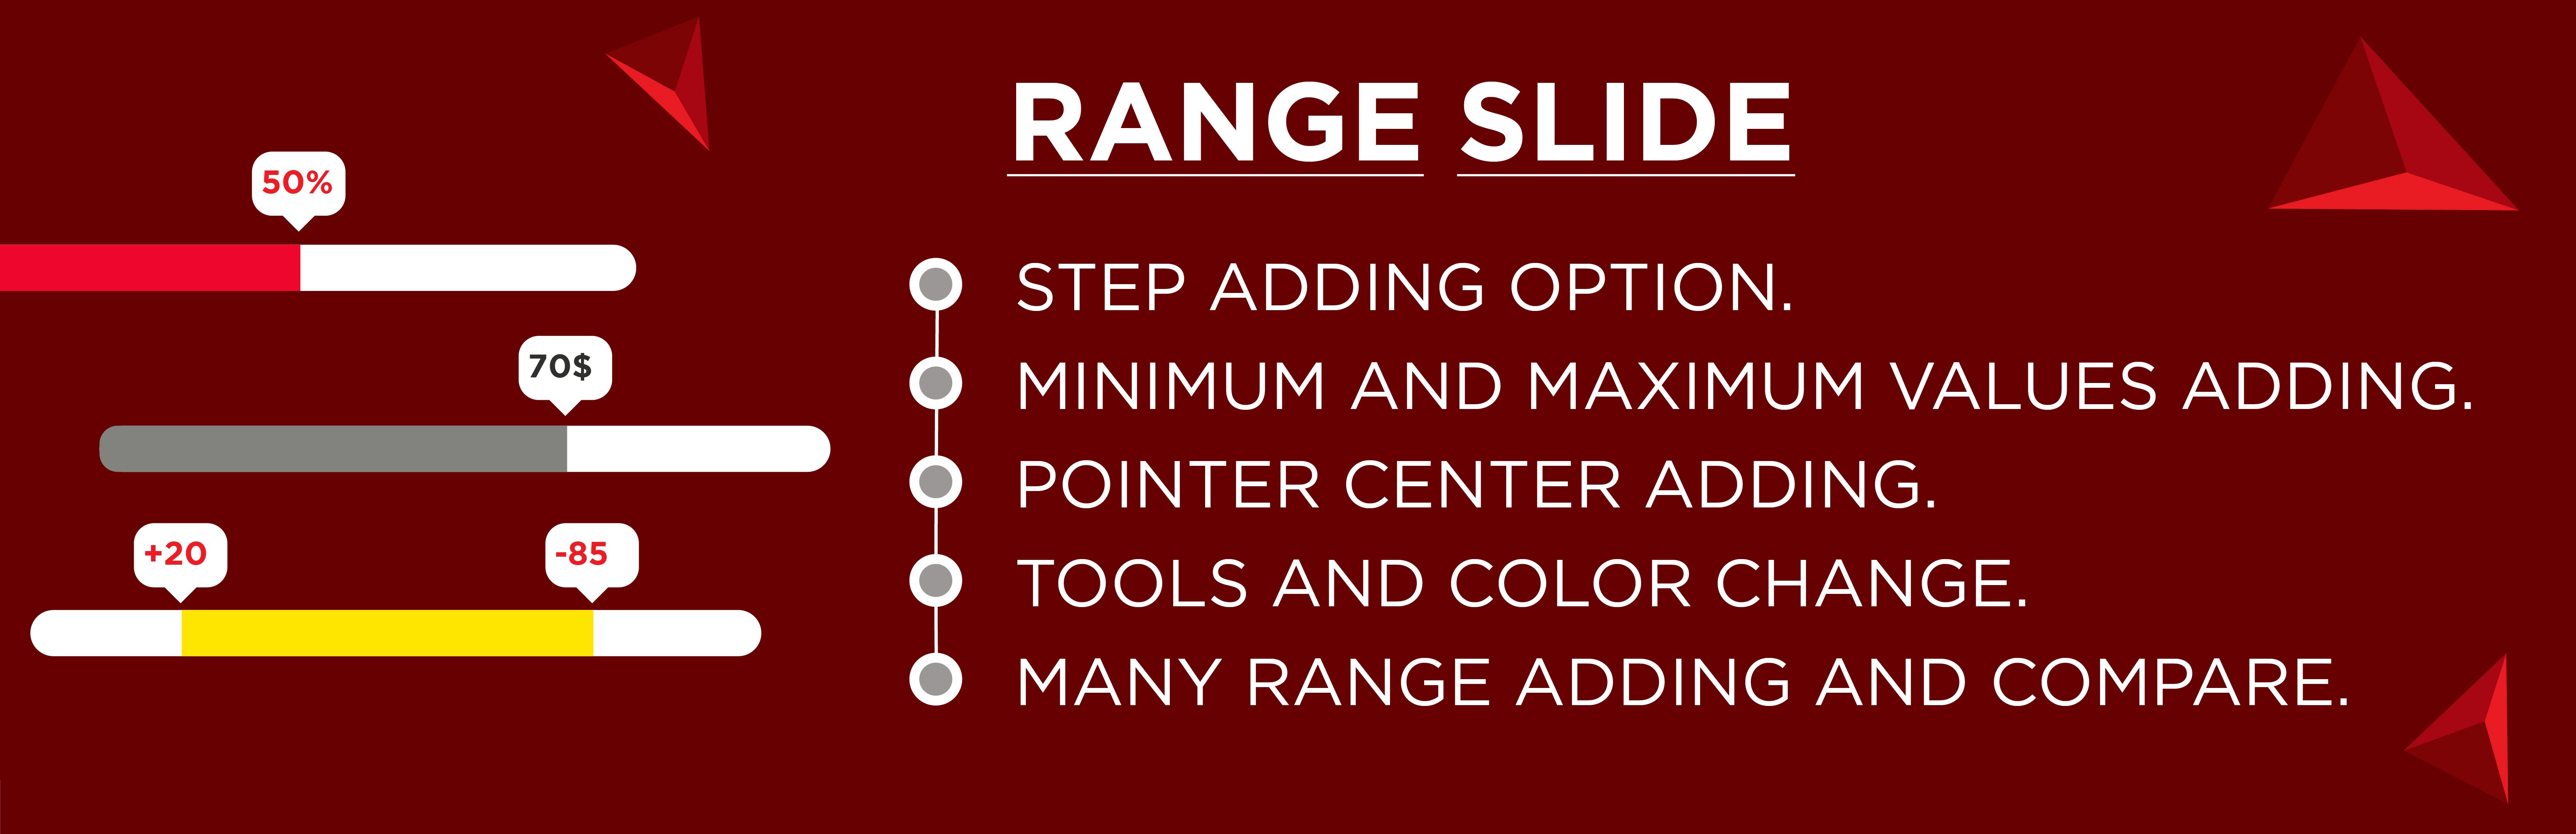 RANGE SLIDE
50%
70$
+20
-85
STEP ADDING OPTION.
MINIMUM AND MAXIMUM VALUES ADDING.
POINTER CENTER ADDING.
TOOLS AND COLOR CHANGE.
MANY RANGE ADDING AND COMPARE.